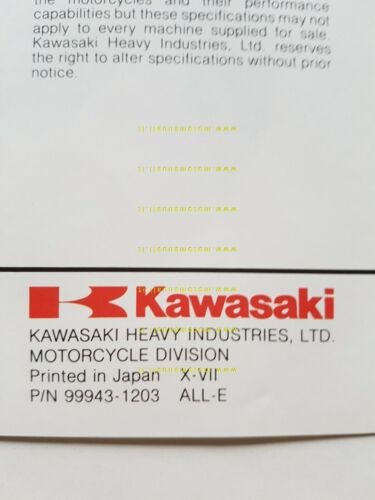 the motorcycles and their performance
capabilities but these specifications may not
apply to every machine supplied for sale.
Kawasaki Heavy Industries, Ltd. reserves
the right to alter specifications without prior
notice.
Kawasaki
KAWASAKI HEAVY INDUSTRIES, LTD.
MOTORCYCLE DIVISION
Printed in Japan X-VII
P/N 99943-1203 ALL-E